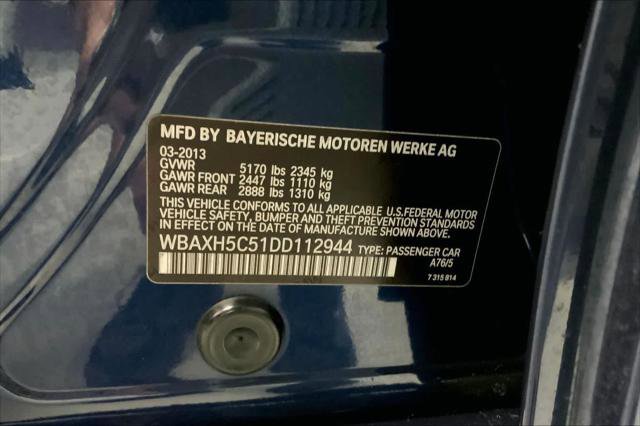 MFD BY BAYERISCHE MOTOREN WERKE AG
03-2013
GVWR 5170 lbs 2345 kg
GAWR FRONT 2447 lbs 1110 kg
GAWR REAR 2888 lbs 1310 kg
THIS VEHICLE CONFORMS TO ALL APPLICABLE U.S.FEDERAL MOTOR
VEHICLE SAFETY, BUMPER, AND THEFT PREVENTION STANDARDS
IN EFFECT ON THE DATE OF MANUFACTURE SHOWN ABOVE.
WBAXH5C51DD112944 TYPE: PASSENGER CAR
A76/5
7 315 814